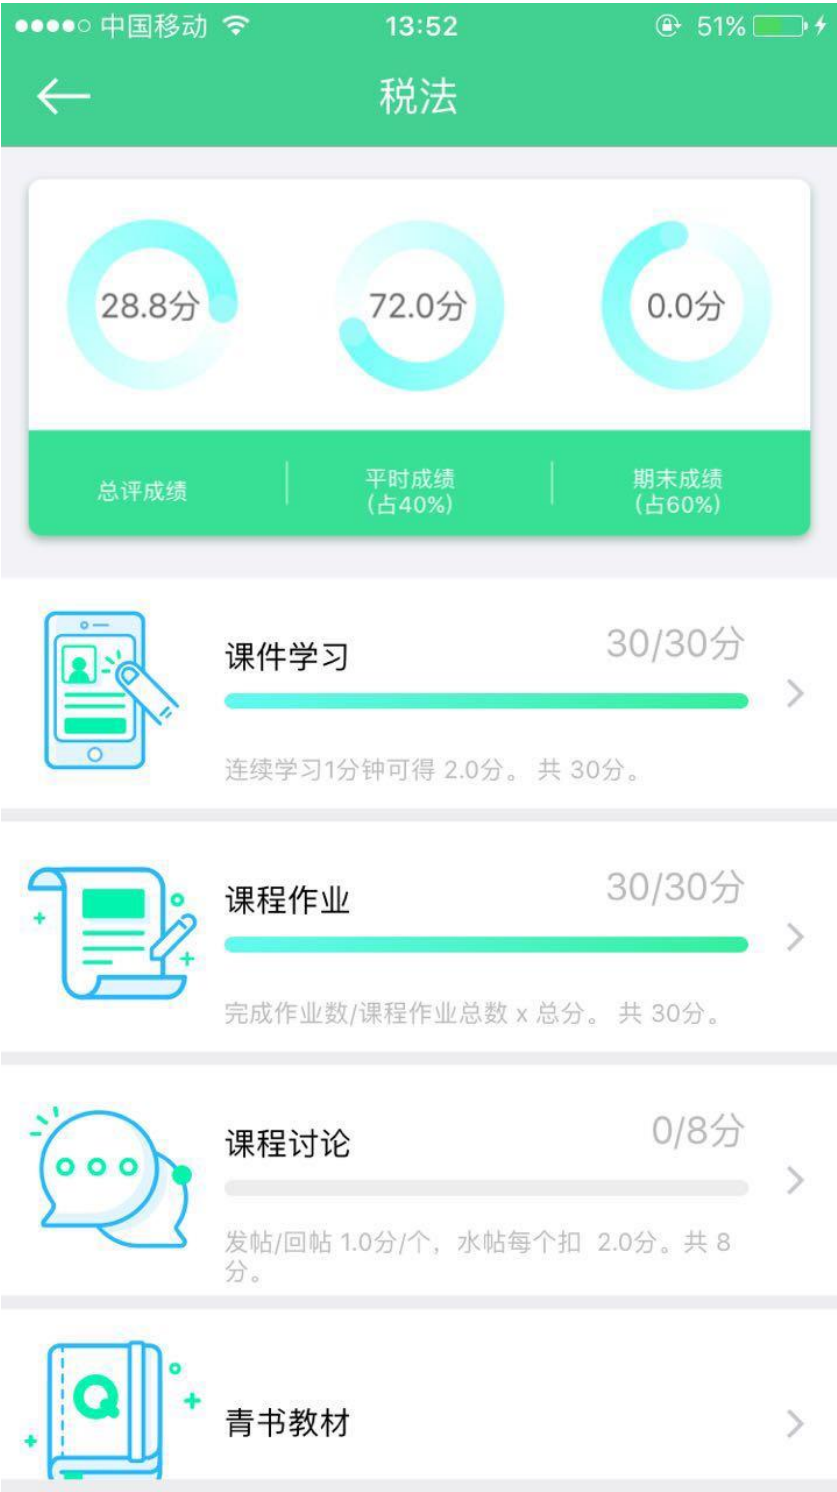 中国移动 13:52 51%
税法
28.8分 72.0分 0.0分
总评成绩 平时成绩 期末成绩
(占40%) (占60%)
课件学习 30/30分
连续学习1分钟可得 2.0分。 共 30分。
课程作业 30/30分
完成作业数/课程作业总数 x 总分。 共 30分。
课程讨论 0/8分
发帖/回帖 1.0分/个，水帖每个扣 2.0分。共 8
分。
Q
青书教材